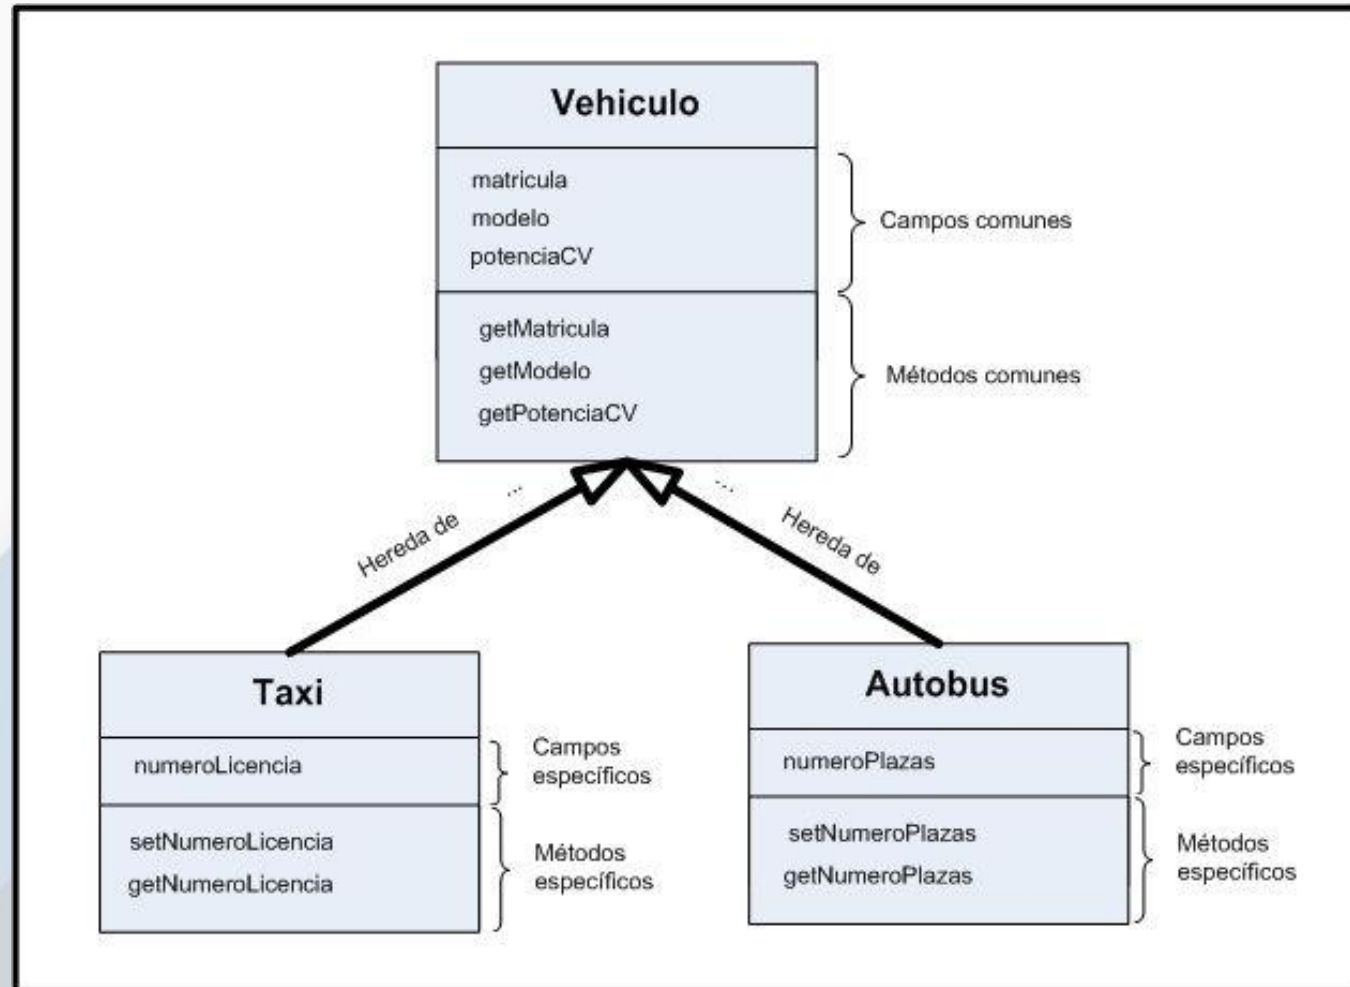 Vehiculo
matricula
modelo
potenciaCV
Campos comunes
getMatricula
getModelo
getPotenciaCV
Métodos comunes
...
...
Hereda de
Hereda de
Taxi
numeroLicencia
Campos
específicos
setNumeroLicencia
getNumeroLicencia
Métodos
específicos
Autobus
numeroPlazas
Campos
específicos
setNumeroPlazas
getNumeroPlazas
Métodos
específicos